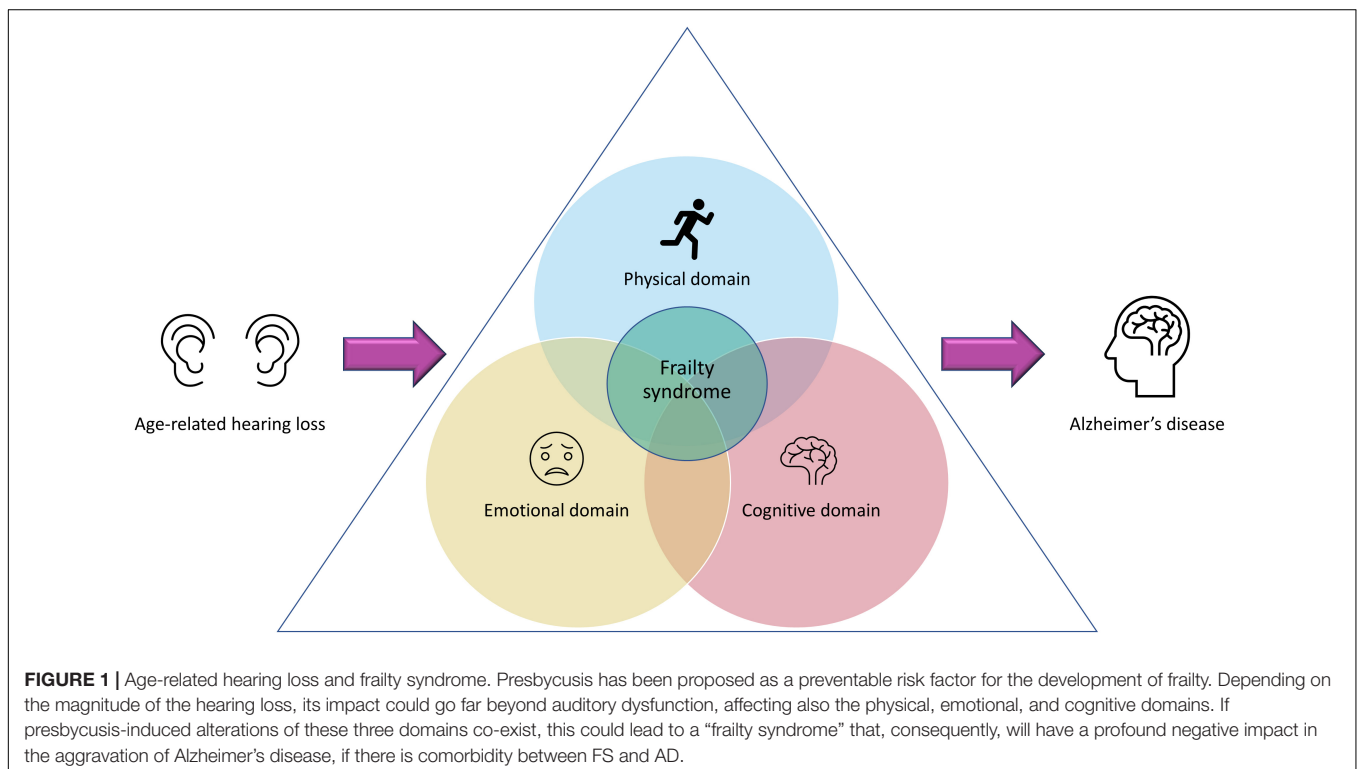 Physical domain
Frailty
syndrome
Age-related hearing loss
Alzheimer’s disease
Emotional domain
Cognitive domain
FIGURE 1 | Age-related hearing loss and frailty syndrome. Presbycusis has been proposed as a preventable risk factor for the development of frailty. Depending on
the magnitude of the hearing loss, its impact could go far beyond auditory dysfunction, affecting also the physical, emotional, and cognitive domains. If
presbycusis-induced alterations of these three domains co-exist, this could lead to a “frailty syndrome” that, consequently, will have a profound negative impact in
the aggravation of Alzheimer’s disease, if there is comorbidity between FS and AD.